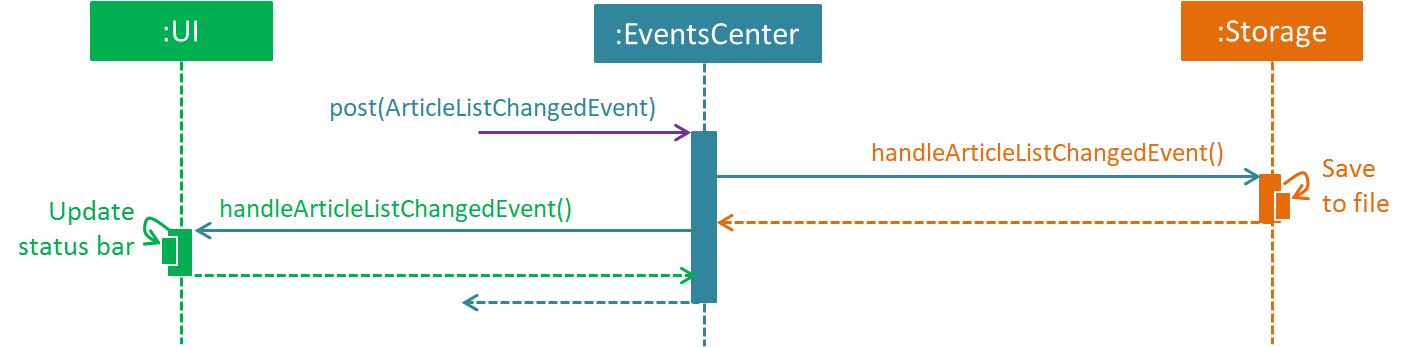 :UI
:EventsCenter
:Storage
post(ArticleListChangedEvent)
handleArticleListChangedEvent()
Save
to file
Update
status bar
handleArticleListChangedEvent()